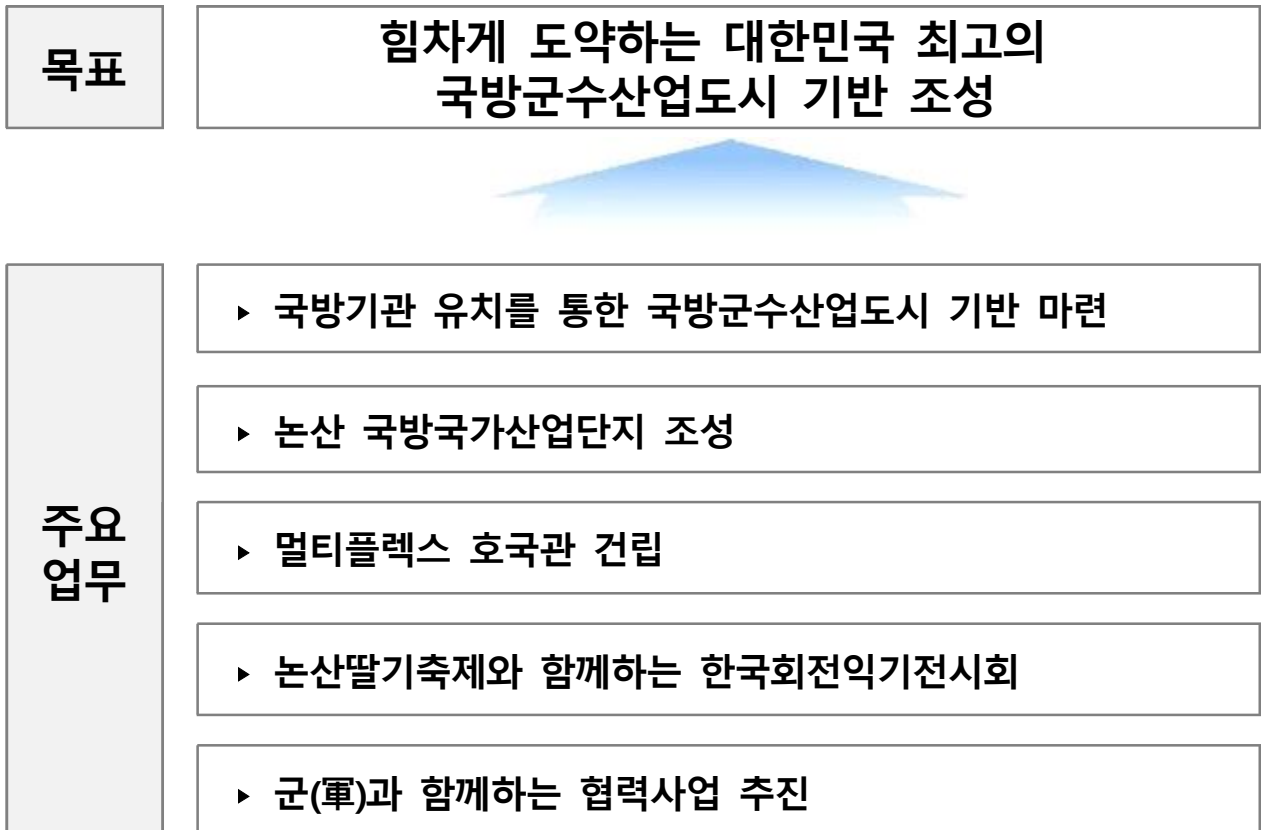 목표
힘차게 도약하는 대한민국 최고의
국방군수산업도시 기반 조성
주요
업무
▸ 국방기관 유치를 통한 국방군수산업도시 기반 마련
▸ 논산 국방국가산업단지 조성
▸ 멀티플렉스 호국관 건립
▸ 논산딸기축제와 함께하는 한국회전익기전시회
▸ 군(軍)과 함께하는 협력사업 추진